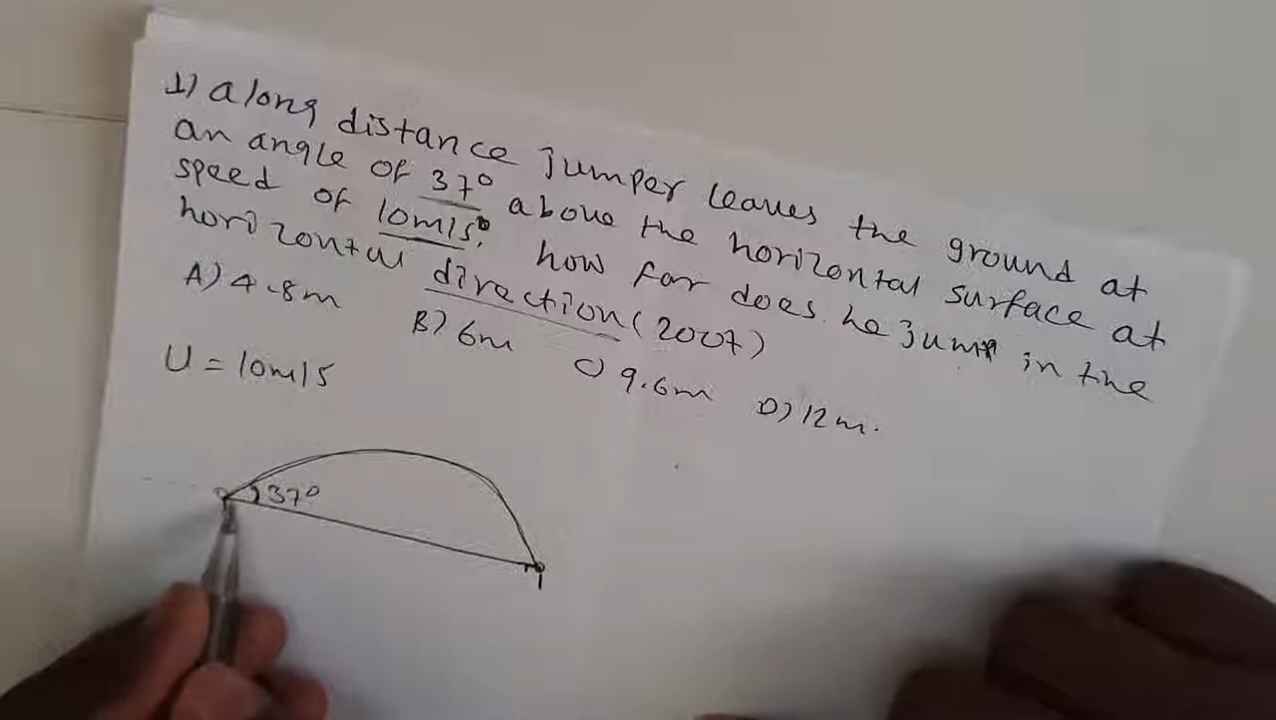 1) a long distance jumper leaves the ground at
an angle of 37° above the horizontal surface at
speed of 10m/s. how far does he jump in the
horizontal direction (2007)
A) 4.8m B) 6m C) 9.6m D) 12m.
U = 10m/s
37°